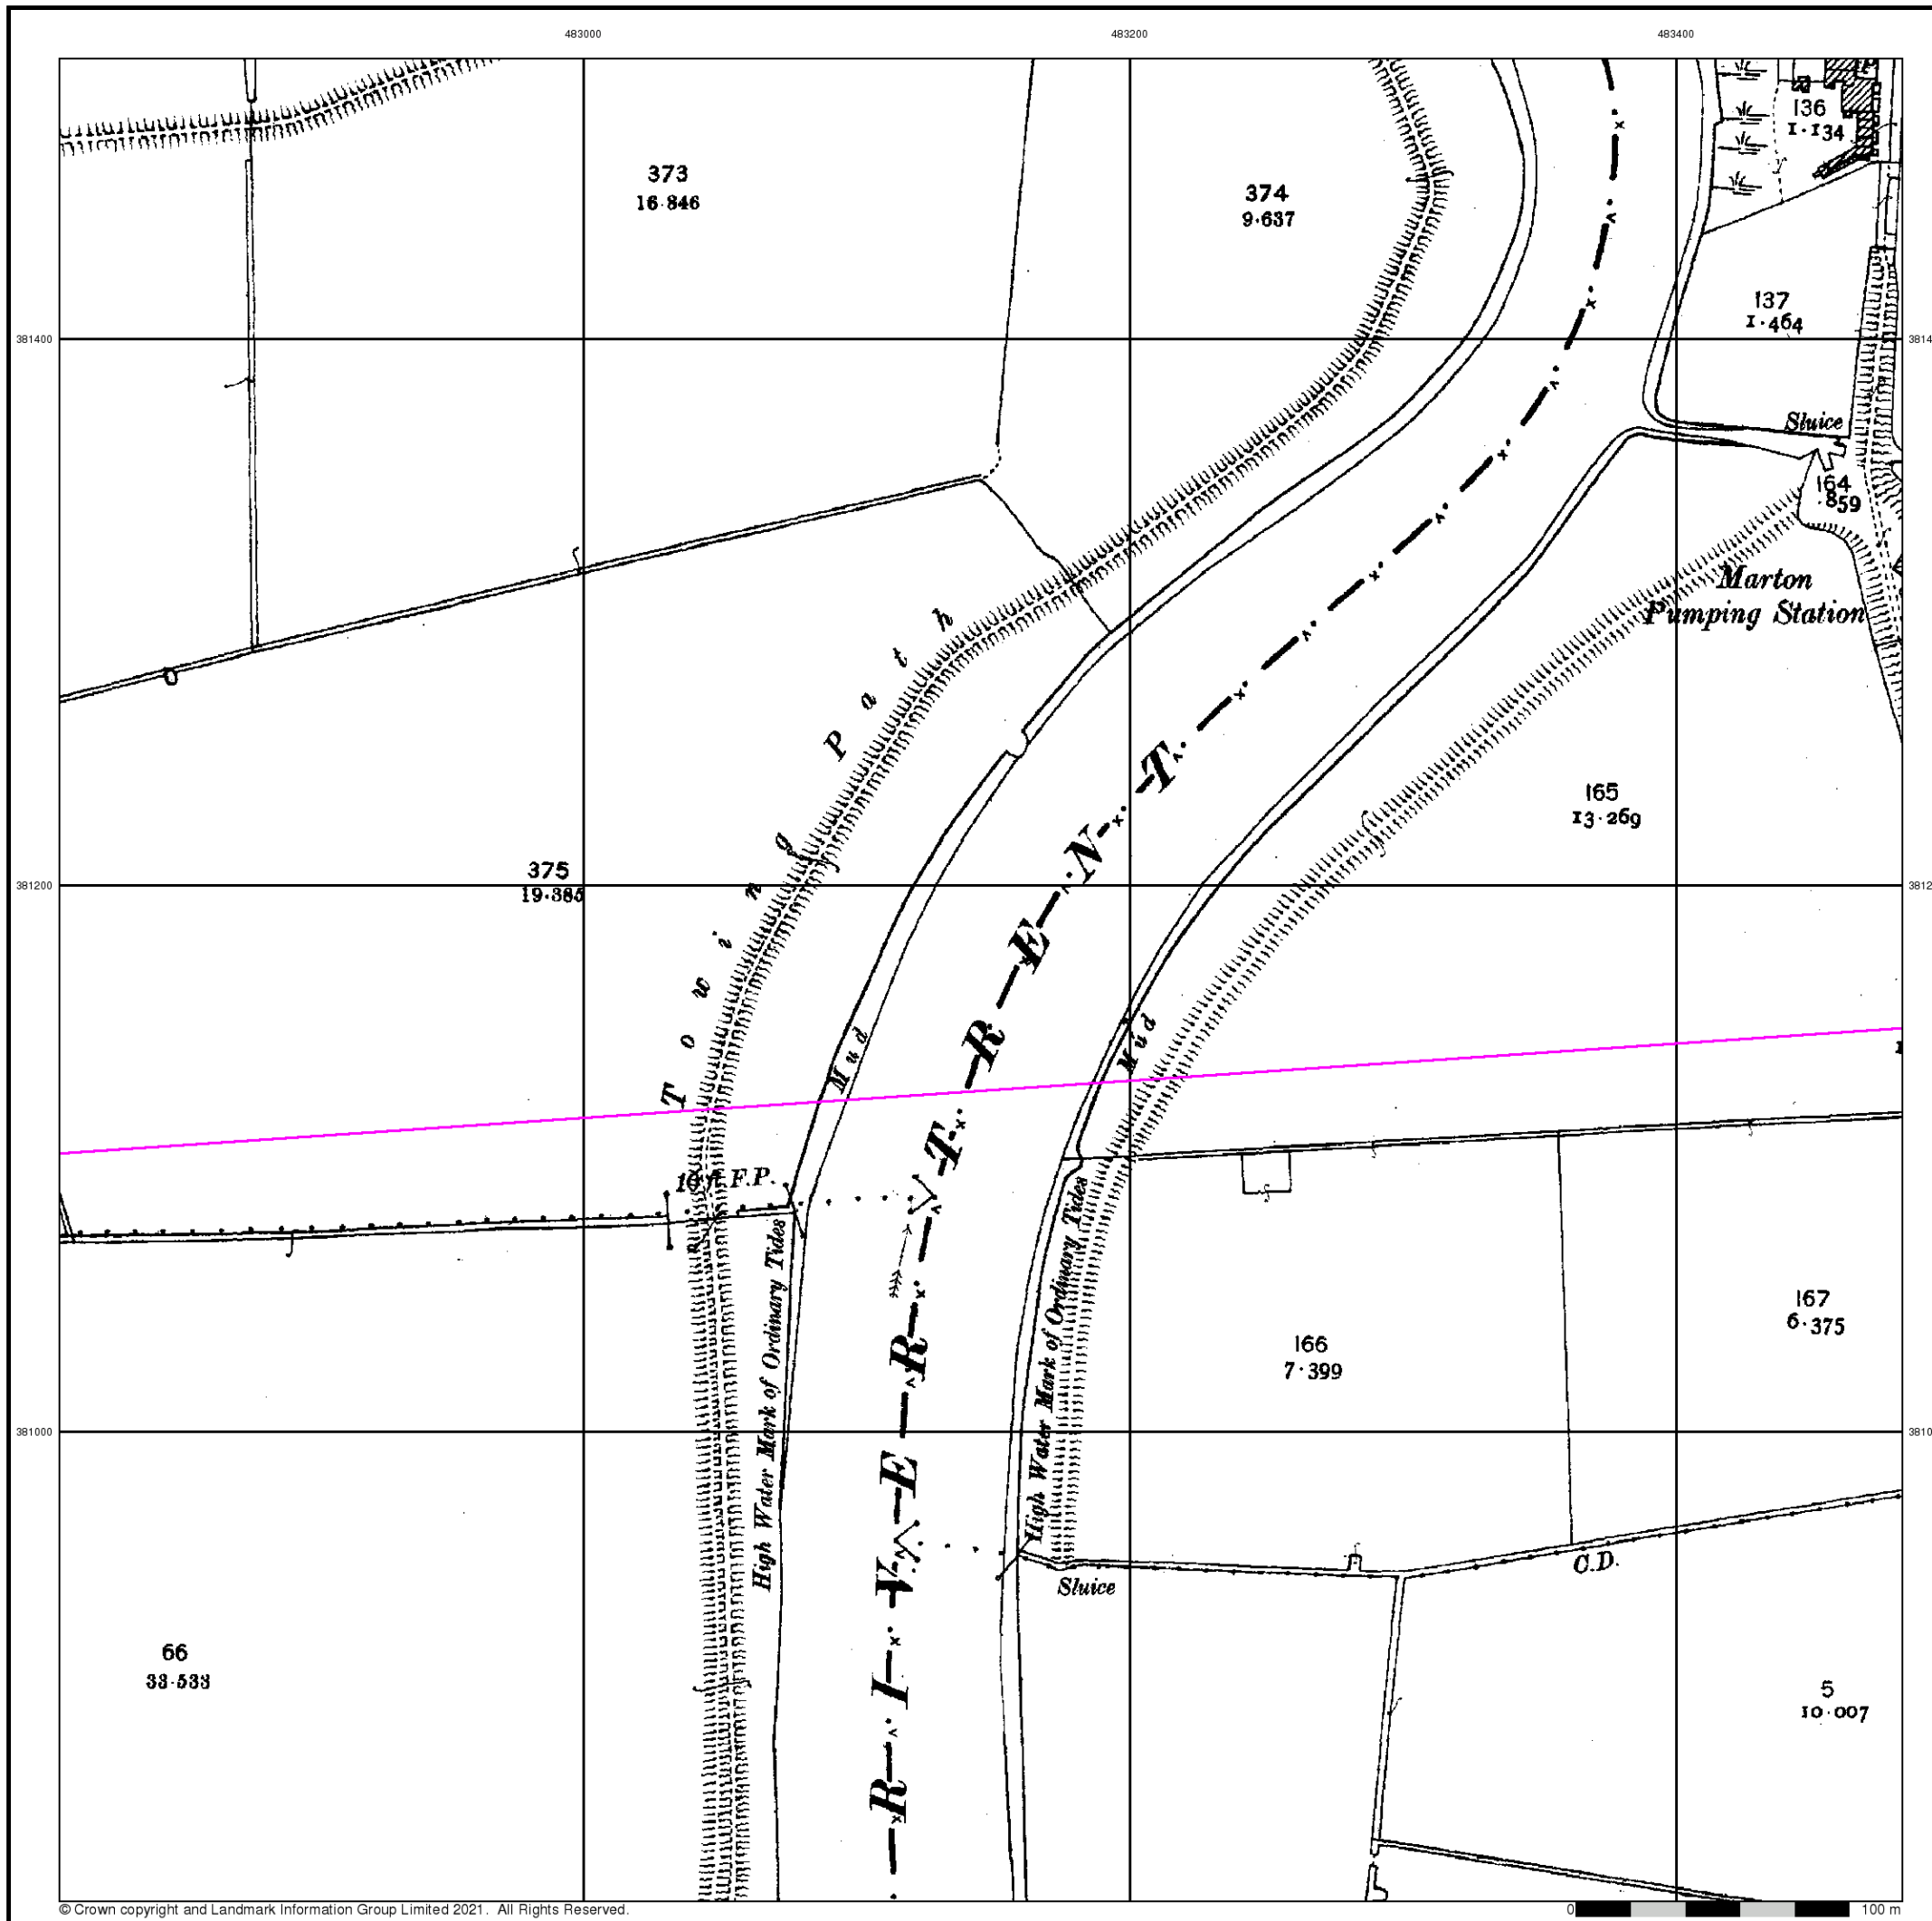 483000
483200
483400
136
1·134
373
16·846
374
9·637
137
1·464
381400
3814
Sluice
164
·859
Marton
Pumping Station
Towing Path
165
13·269
375
19·385
381200
3812
Mud
Mud
10 ft F.P.
RIVER TRENT
High Water Mark of Ordinary Tides
High Water Mark of Ordinary Tides
167
6·375
166
7·399
381000
3810
C.D.
Sluice
66
33·533
5
10·007
© Crown copyright and Landmark Information Group Limited 2021. All Rights Reserved.
0
100 m